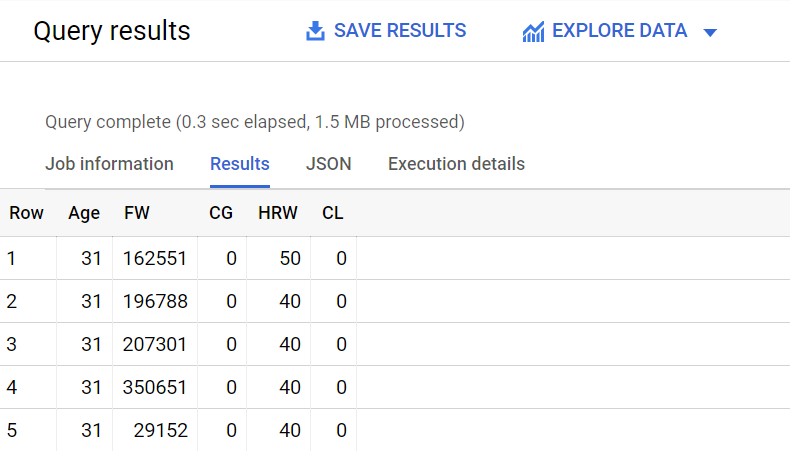 Query results SAVE RESULTS EXPLORE DATA
Query complete (0.3 sec elapsed, 1.5 MB processed)
Job information Results JSON Execution details
Row Age FW CG HRW CL
1 31 162551 0 50 0
2 31 196788 0 40 0
3 31 207301 0 40 0
4 31 350651 0 40 0
5 31 29152 0 40 0